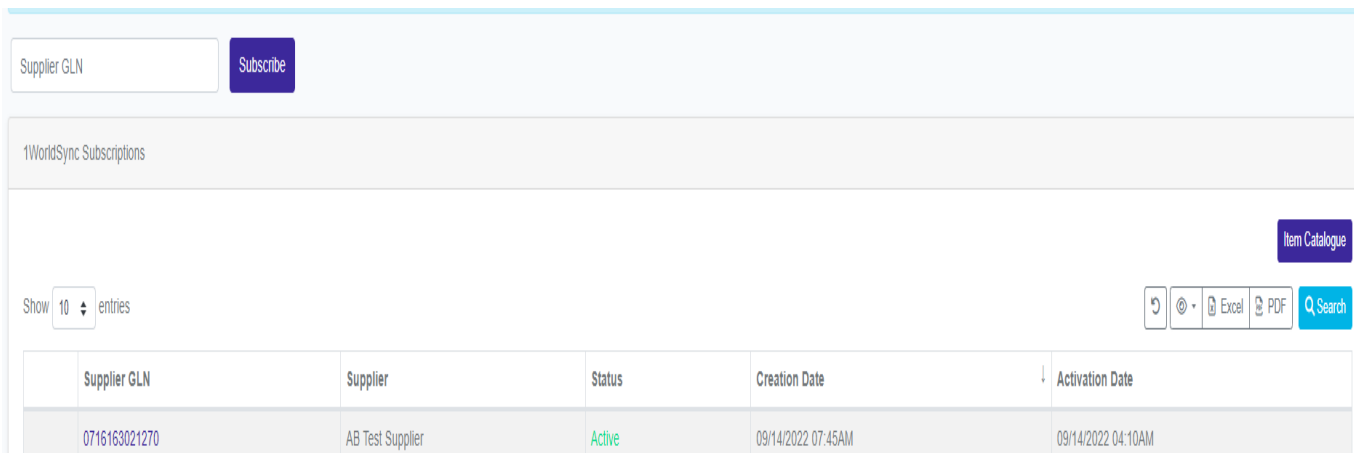 Supplier GLN Subscribe
1WorldSync Subscriptions
Item Catalogue
Show 10 entries Excel PDF Search
Supplier GLN Supplier Status Creation Date Activation Date
0716163021270 AB Test Supplier Active 09/14/2022 07:45AM 09/14/2022 04:10AM